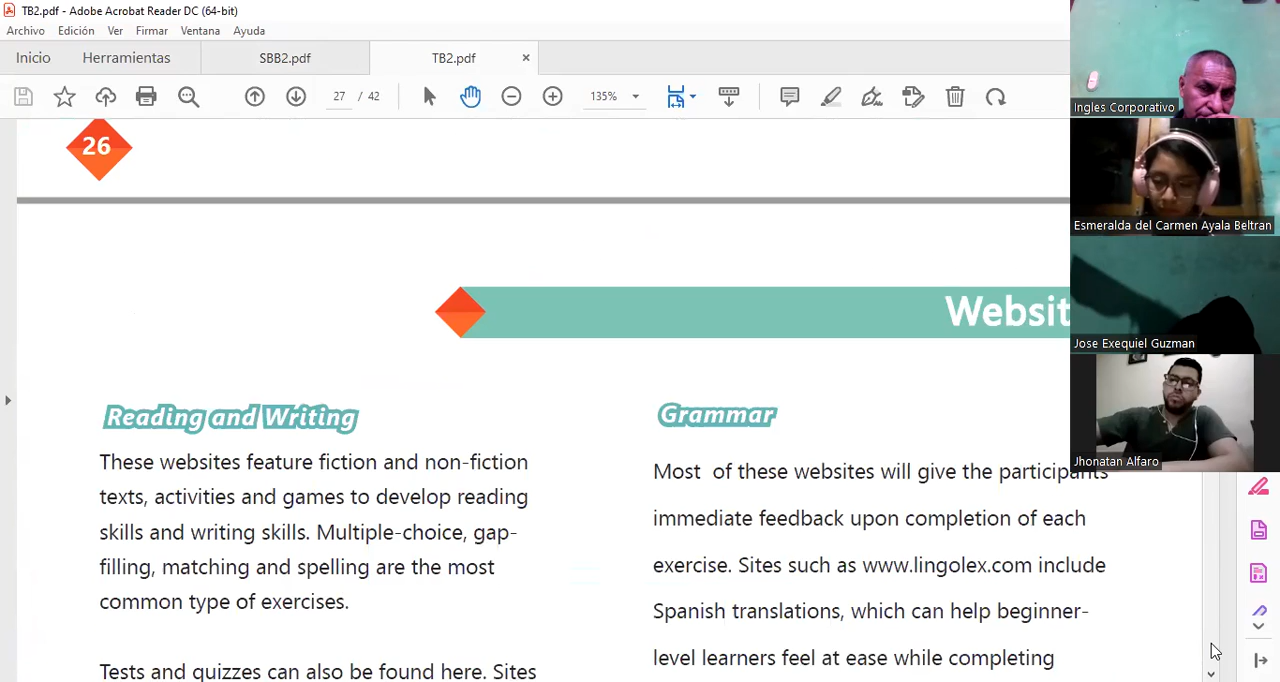 TB2.pdf - Adobe Acrobat Reader DC (64-bit)
Archivo Edición Ver Firmar Ventana Ayuda
Inicio Herramientas SBB2.pdf TB2.pdf ×
27 / 42 135%
26
Websit
Reading and Writing
These websites feature fiction and non-fiction
texts, activities and games to develop reading
skills and writing skills. Multiple-choice, gap-
filling, matching and spelling are the most
common type of exercises.
Tests and quizzes can also be found here. Sites
Grammar
Most of these websites will give the participants
immediate feedback upon completion of each
exercise. Sites such as www.lingolex.com include
Spanish translations, which can help beginner-
level learners feel at ease while completing
Ingles Corporativo
Esmeralda del Carmen Ayala Beltran
Jose Exequiel Guzman
Jhonatan Alfaro